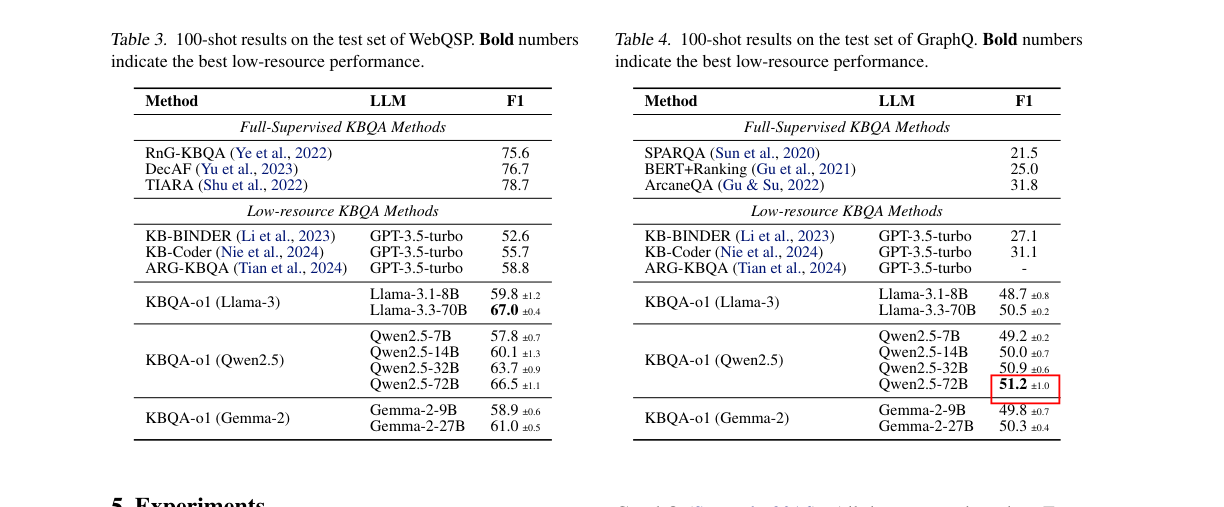 Table 3. 100-shot results on the test set of WebQSP. Bold numbers
indicate the best low-resource performance.
Method LLM F1
Full-Supervised KBQA Methods
RnG-KBQA (Ye et al., 2022) 75.6
DecAF (Yu et al., 2023) 76.7
TIARA (Shu et al., 2022) 78.7
Low-resource KBQA Methods
KB-BINDER (Li et al., 2023) GPT-3.5-turbo 52.6
KB-Coder (Nie et al., 2024) GPT-3.5-turbo 55.7
ARG-KBQA (Tian et al., 2024) GPT-3.5-turbo 58.8
KBQA-o1 (Llama-3)
Llama-3.1-8B 59.8 ±1.2
Llama-3.3-70B 67.0 ±0.4
KBQA-o1 (Qwen2.5)
Qwen2.5-7B 57.8 ±0.7
Qwen2.5-14B 60.1 ±1.3
Qwen2.5-32B 63.7 ±0.9
Qwen2.5-72B 66.5 ±1.1
KBQA-o1 (Gemma-2)
Gemma-2-9B 58.9 ±0.6
Gemma-2-27B 61.0 ±0.5
5. Experiments
Table 4. 100-shot results on the test set of GraphQ. Bold numbers
indicate the best low-resource performance.
Method LLM F1
Full-Supervised KBQA Methods
SPARQA (Sun et al., 2020) 21.5
BERT+Ranking (Gu et al., 2021) 25.0
ArcaneQA (Gu & Su, 2022) 31.8
Low-resource KBQA Methods
KB-BINDER (Li et al., 2023) GPT-3.5-turbo 27.1
KB-Coder (Nie et al., 2024) GPT-3.5-turbo 31.1
ARG-KBQA (Tian et al., 2024) GPT-3.5-turbo -
KBQA-o1 (Llama-3)
Llama-3.1-8B 48.7 ±0.8
Llama-3.3-70B 50.5 ±0.2
KBQA-o1 (Qwen2.5)
Qwen2.5-7B 49.2 ±0.2
Qwen2.5-14B 50.0 ±0.7
Qwen2.5-32B 50.9 ±0.6
Qwen2.5-72B 51.2 ±1.0
KBQA-o1 (Gemma-2)
Gemma-2-9B 49.8 ±0.7
Gemma-2-27B 50.3 ±0.4